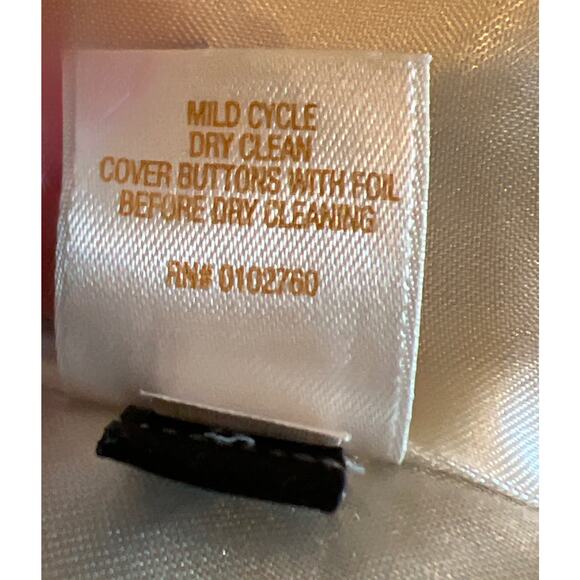 MILD CYCLE
DRY CLEAN
COVER BUTTONS WITH FOIL
BEFORE DRY CLEANING
RN# 0102760